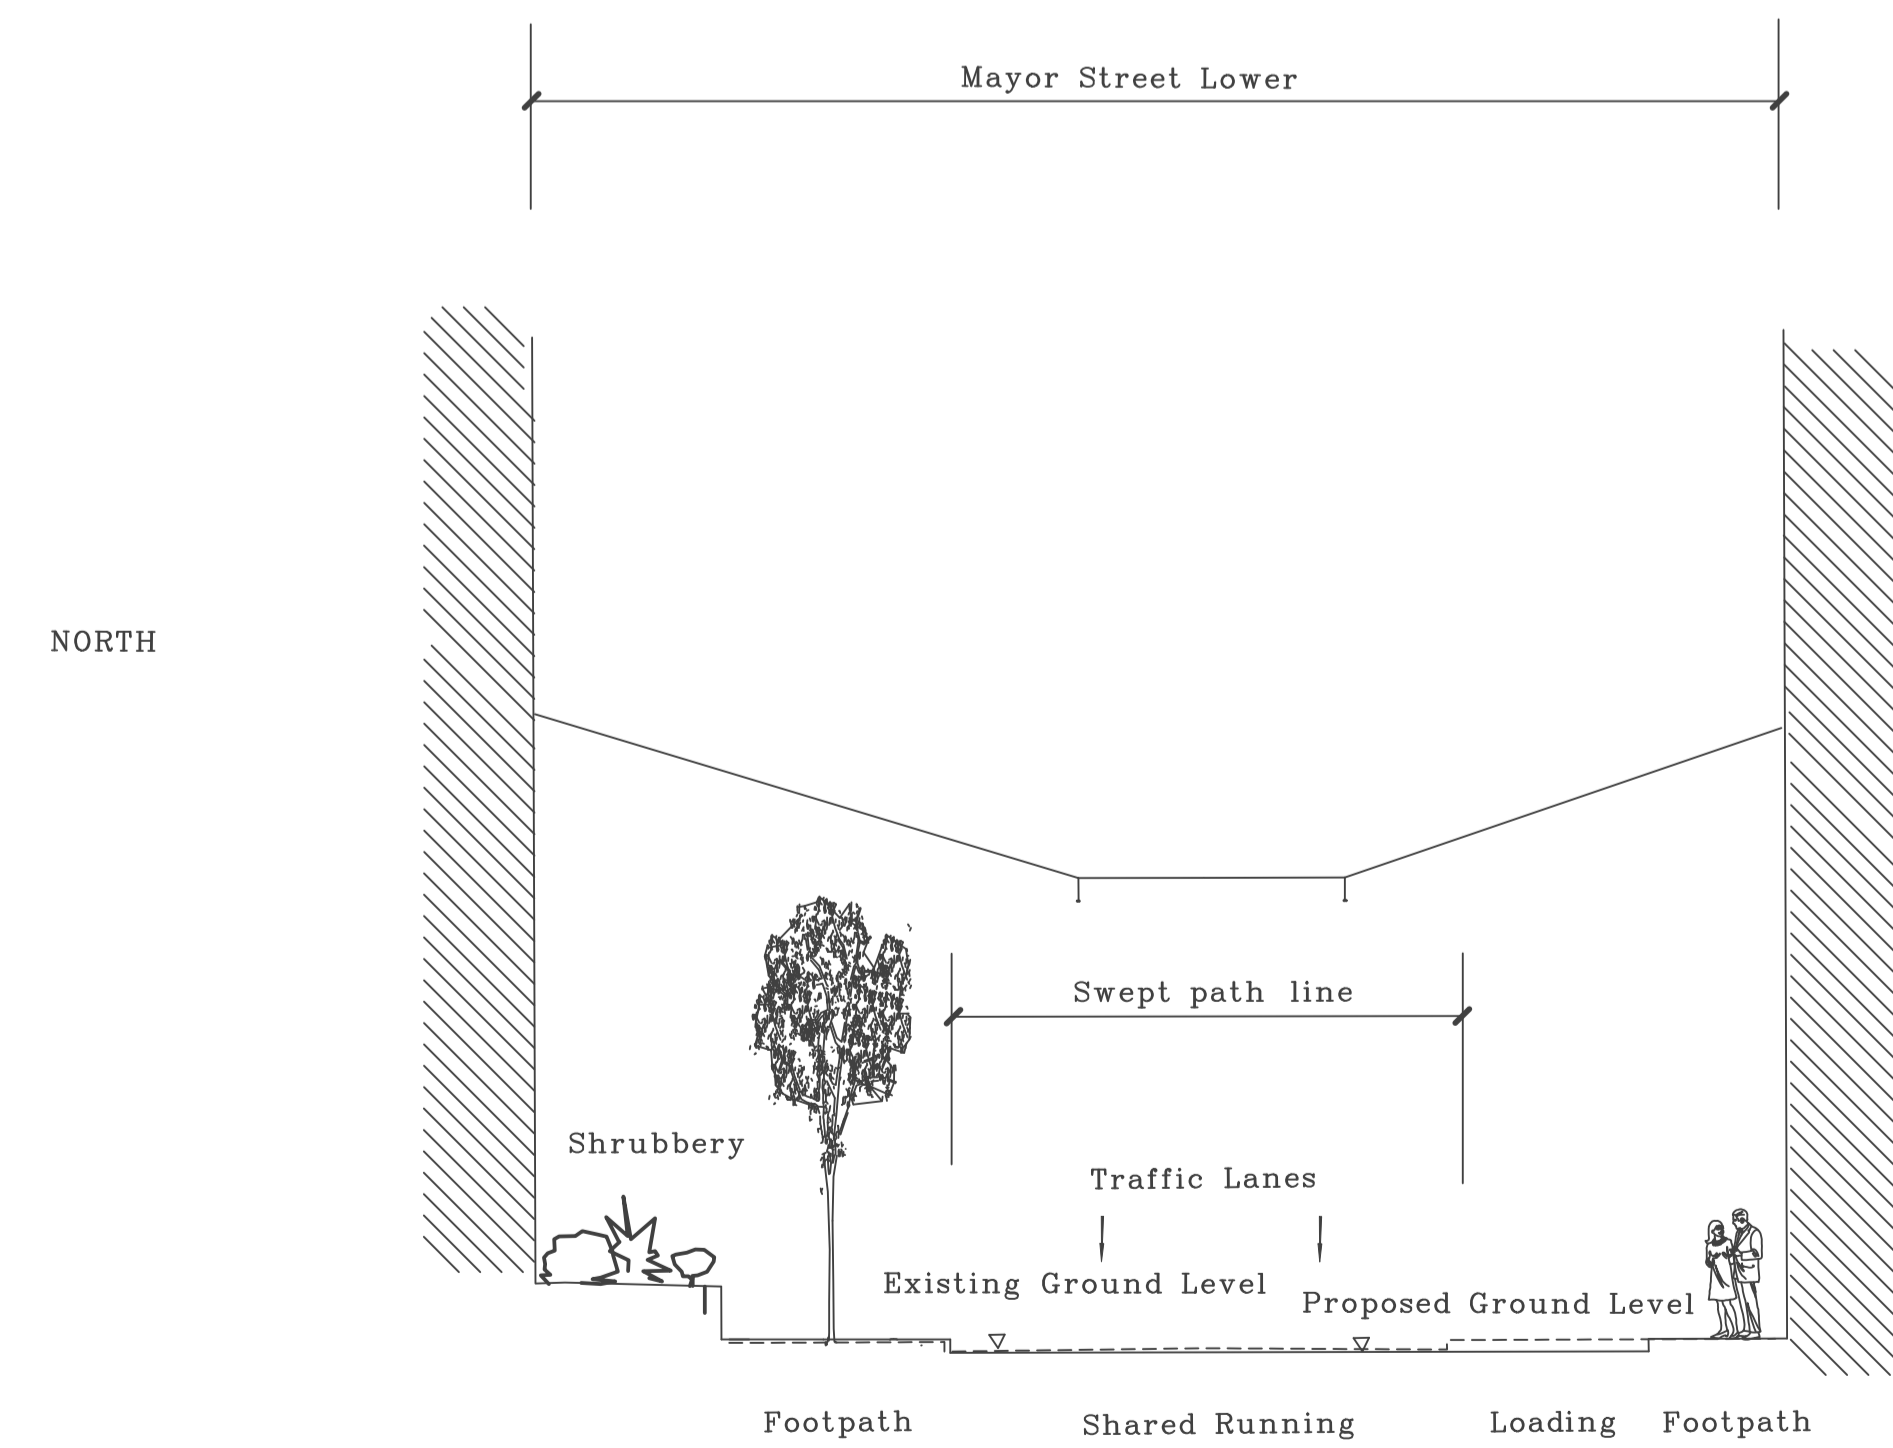 Mayor Street Lower
NORTH
Swept path line
Shrubbery
Traffic Lanes
Existing Ground Level
Proposed Ground Level
Footpath
Shared Running
Loading
Footpath